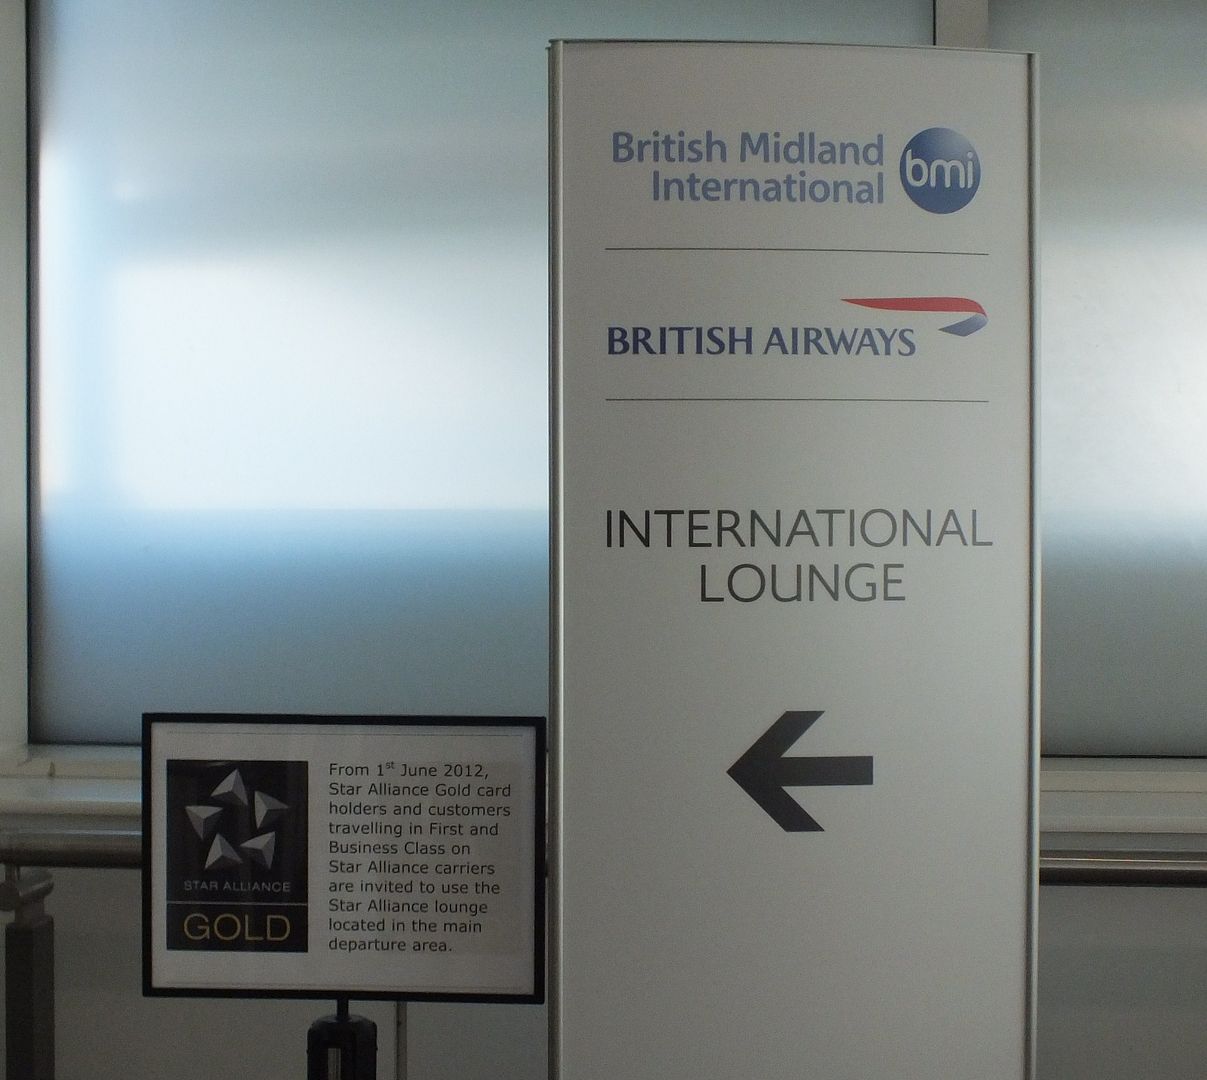 British Midland
International
bmi
BRITISH AIRWAYS
INTERNATIONAL
LOUNGE
STAR ALLIANCE
GOLD
From 1st June 2012,
Star Alliance Gold card
holders and customers
travelling in First and
Business Class on
Star Alliance carriers
are invited to use the
Star Alliance lounge
located in the main
departure area.